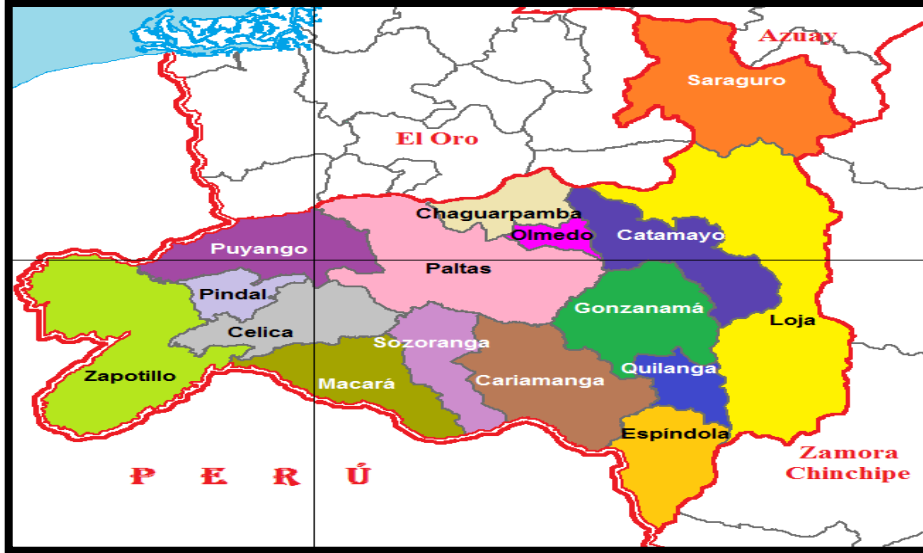 Azuay
Saraguro
El Oro
Chaguarpamba
Olmedo
Catamayo
Puyango
Paltas
Pindal
Gonzanamá
Celica
Loja
Sozoranga
Zapotillo
Macará
Cariamanga
Quilanga
Espíndola
Zamora
Chinchipe
P E R Ú